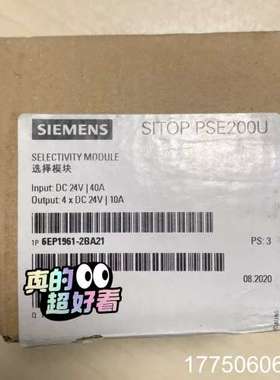 SIEMENS
SITOP PSE200U
SELECTIVITY MODULE
选择模块
Input: DC 24V | 40A
Output: 4 x DC 24V | 10A
1P 6EP1961-2BA21
PS: 3
真的
超好看
08.2020
17750606